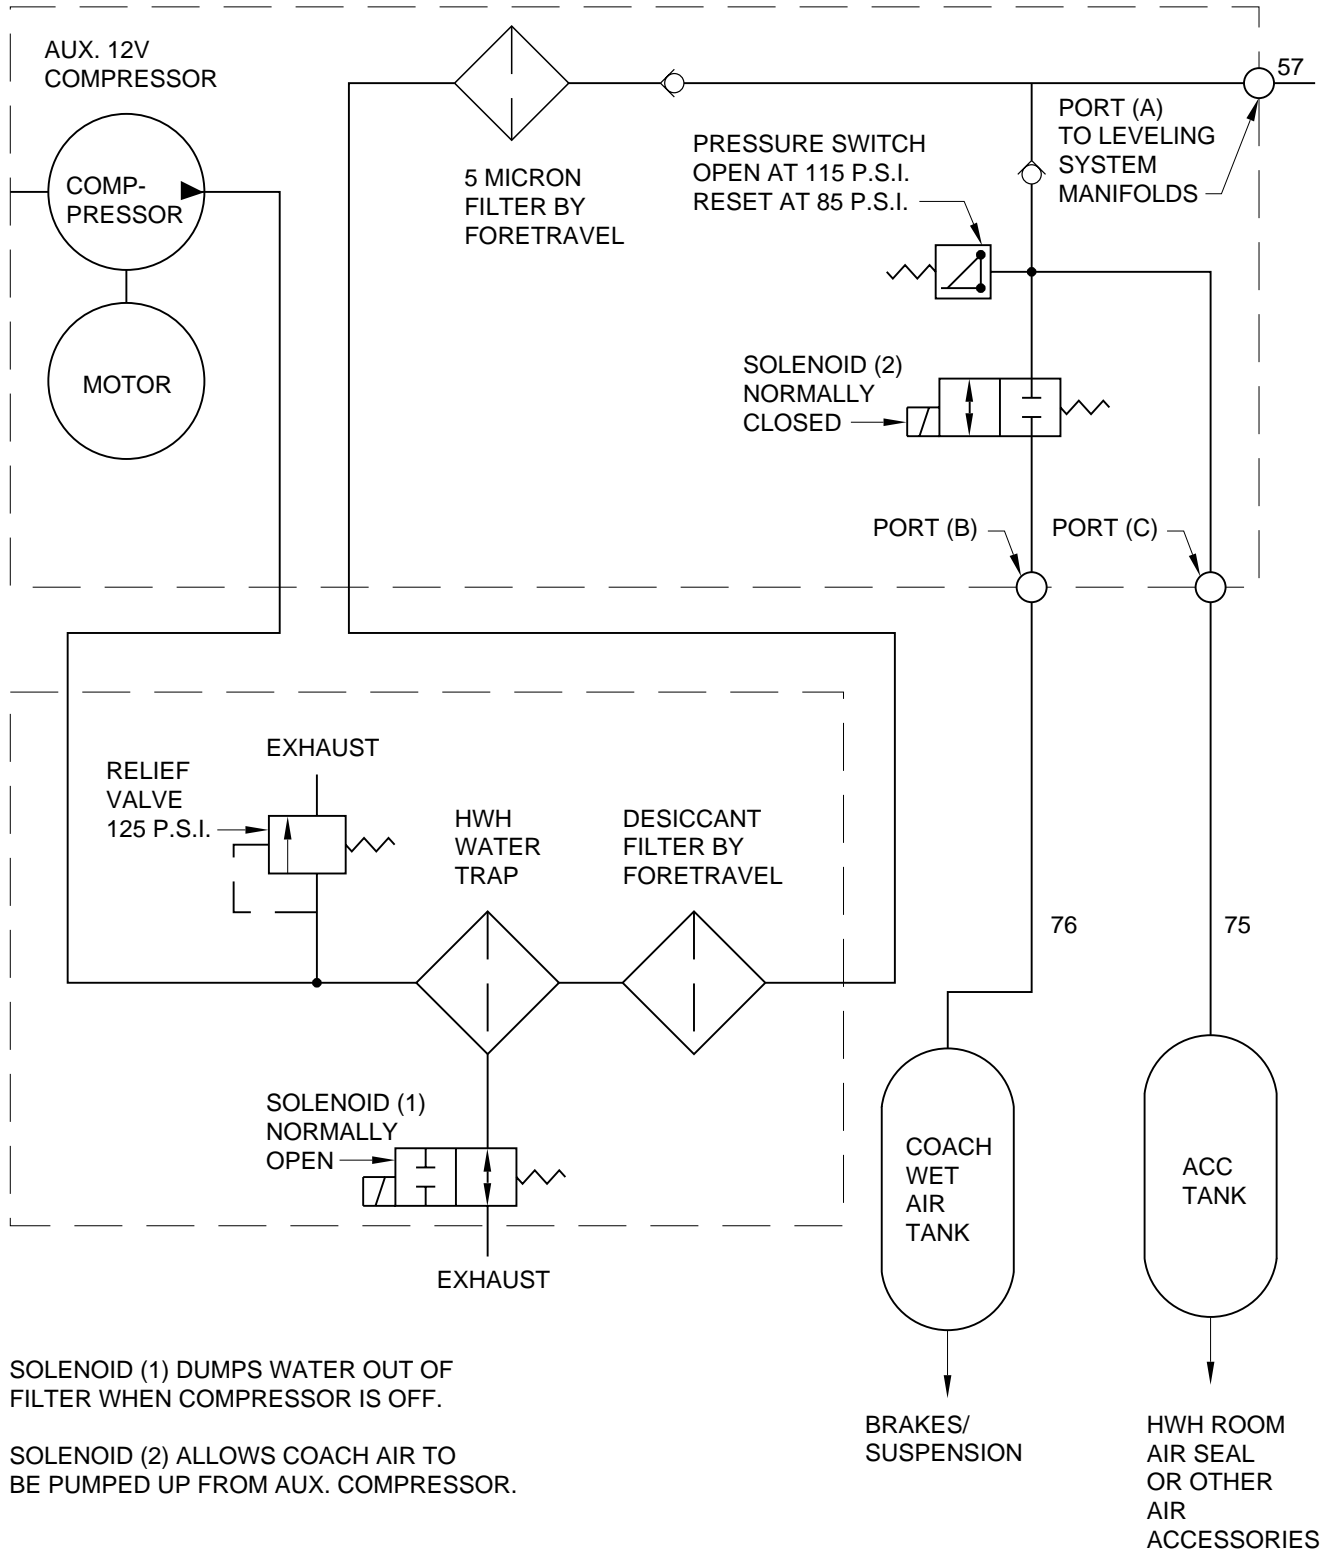 AUX. 12V
COMPRESSOR
COMP-
PRESSOR
MOTOR
5 MICRON
FILTER BY
FORETRAVEL
PRESSURE SWITCH
OPEN AT 115 P.S.I.
RESET AT 85 P.S.I.
57
PORT (A)
TO LEVELING
SYSTEM
MANIFOLDS
SOLENOID (2)
NORMALLY
CLOSED
PORT (B)
PORT (C)
EXHAUST
RELIEF
VALVE
125 P.S.I.
HWH
WATER
TRAP
DESICCANT
FILTER BY
FORETRAVEL
76
75
SOLENOID (1)
NORMALLY
OPEN
EXHAUST
COACH
WET
AIR
TANK
ACC
TANK
SOLENOID (1) DUMPS WATER OUT OF
FILTER WHEN COMPRESSOR IS OFF.
SOLENOID (2) ALLOWS COACH AIR TO
BE PUMPED UP FROM AUX. COMPRESSOR.
BRAKES/
SUSPENSION
HWH ROOM
AIR SEAL
OR OTHER
AIR
ACCESSORIES